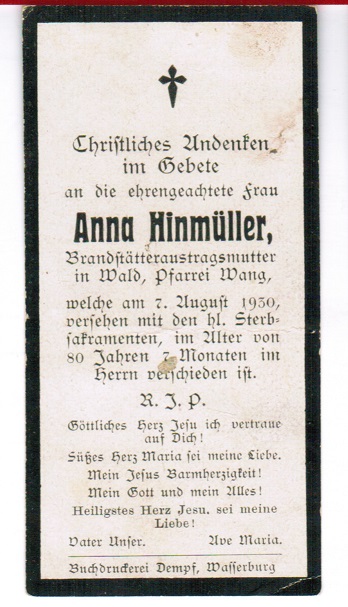 Christliches Andenken
im Gebete
an die ehrengeachtete Frau
Anna Hinmüller,
Brandstätteraustragsmutter
in Wald, Pfarrei Wang,
welche am 7. August 1930,
versehen mit den hl. Sterb-
sakramenten, im Alter von
80 Jahren 7 Monaten im
Herrn verschieden ist.
R. I. P.
Göttliches Herz Jesu ich vertraue
auf Dich!
Süßes Herz Maria sei meine Liebe.
Mein Jesus Barmherzigkeit!
Mein Gott und mein Alles!
Heiligstes Herz Jesu. sei meine
Liebe!
Vater Unser. Ave Maria.
Buchdruckerei Dempf, Wasserburg